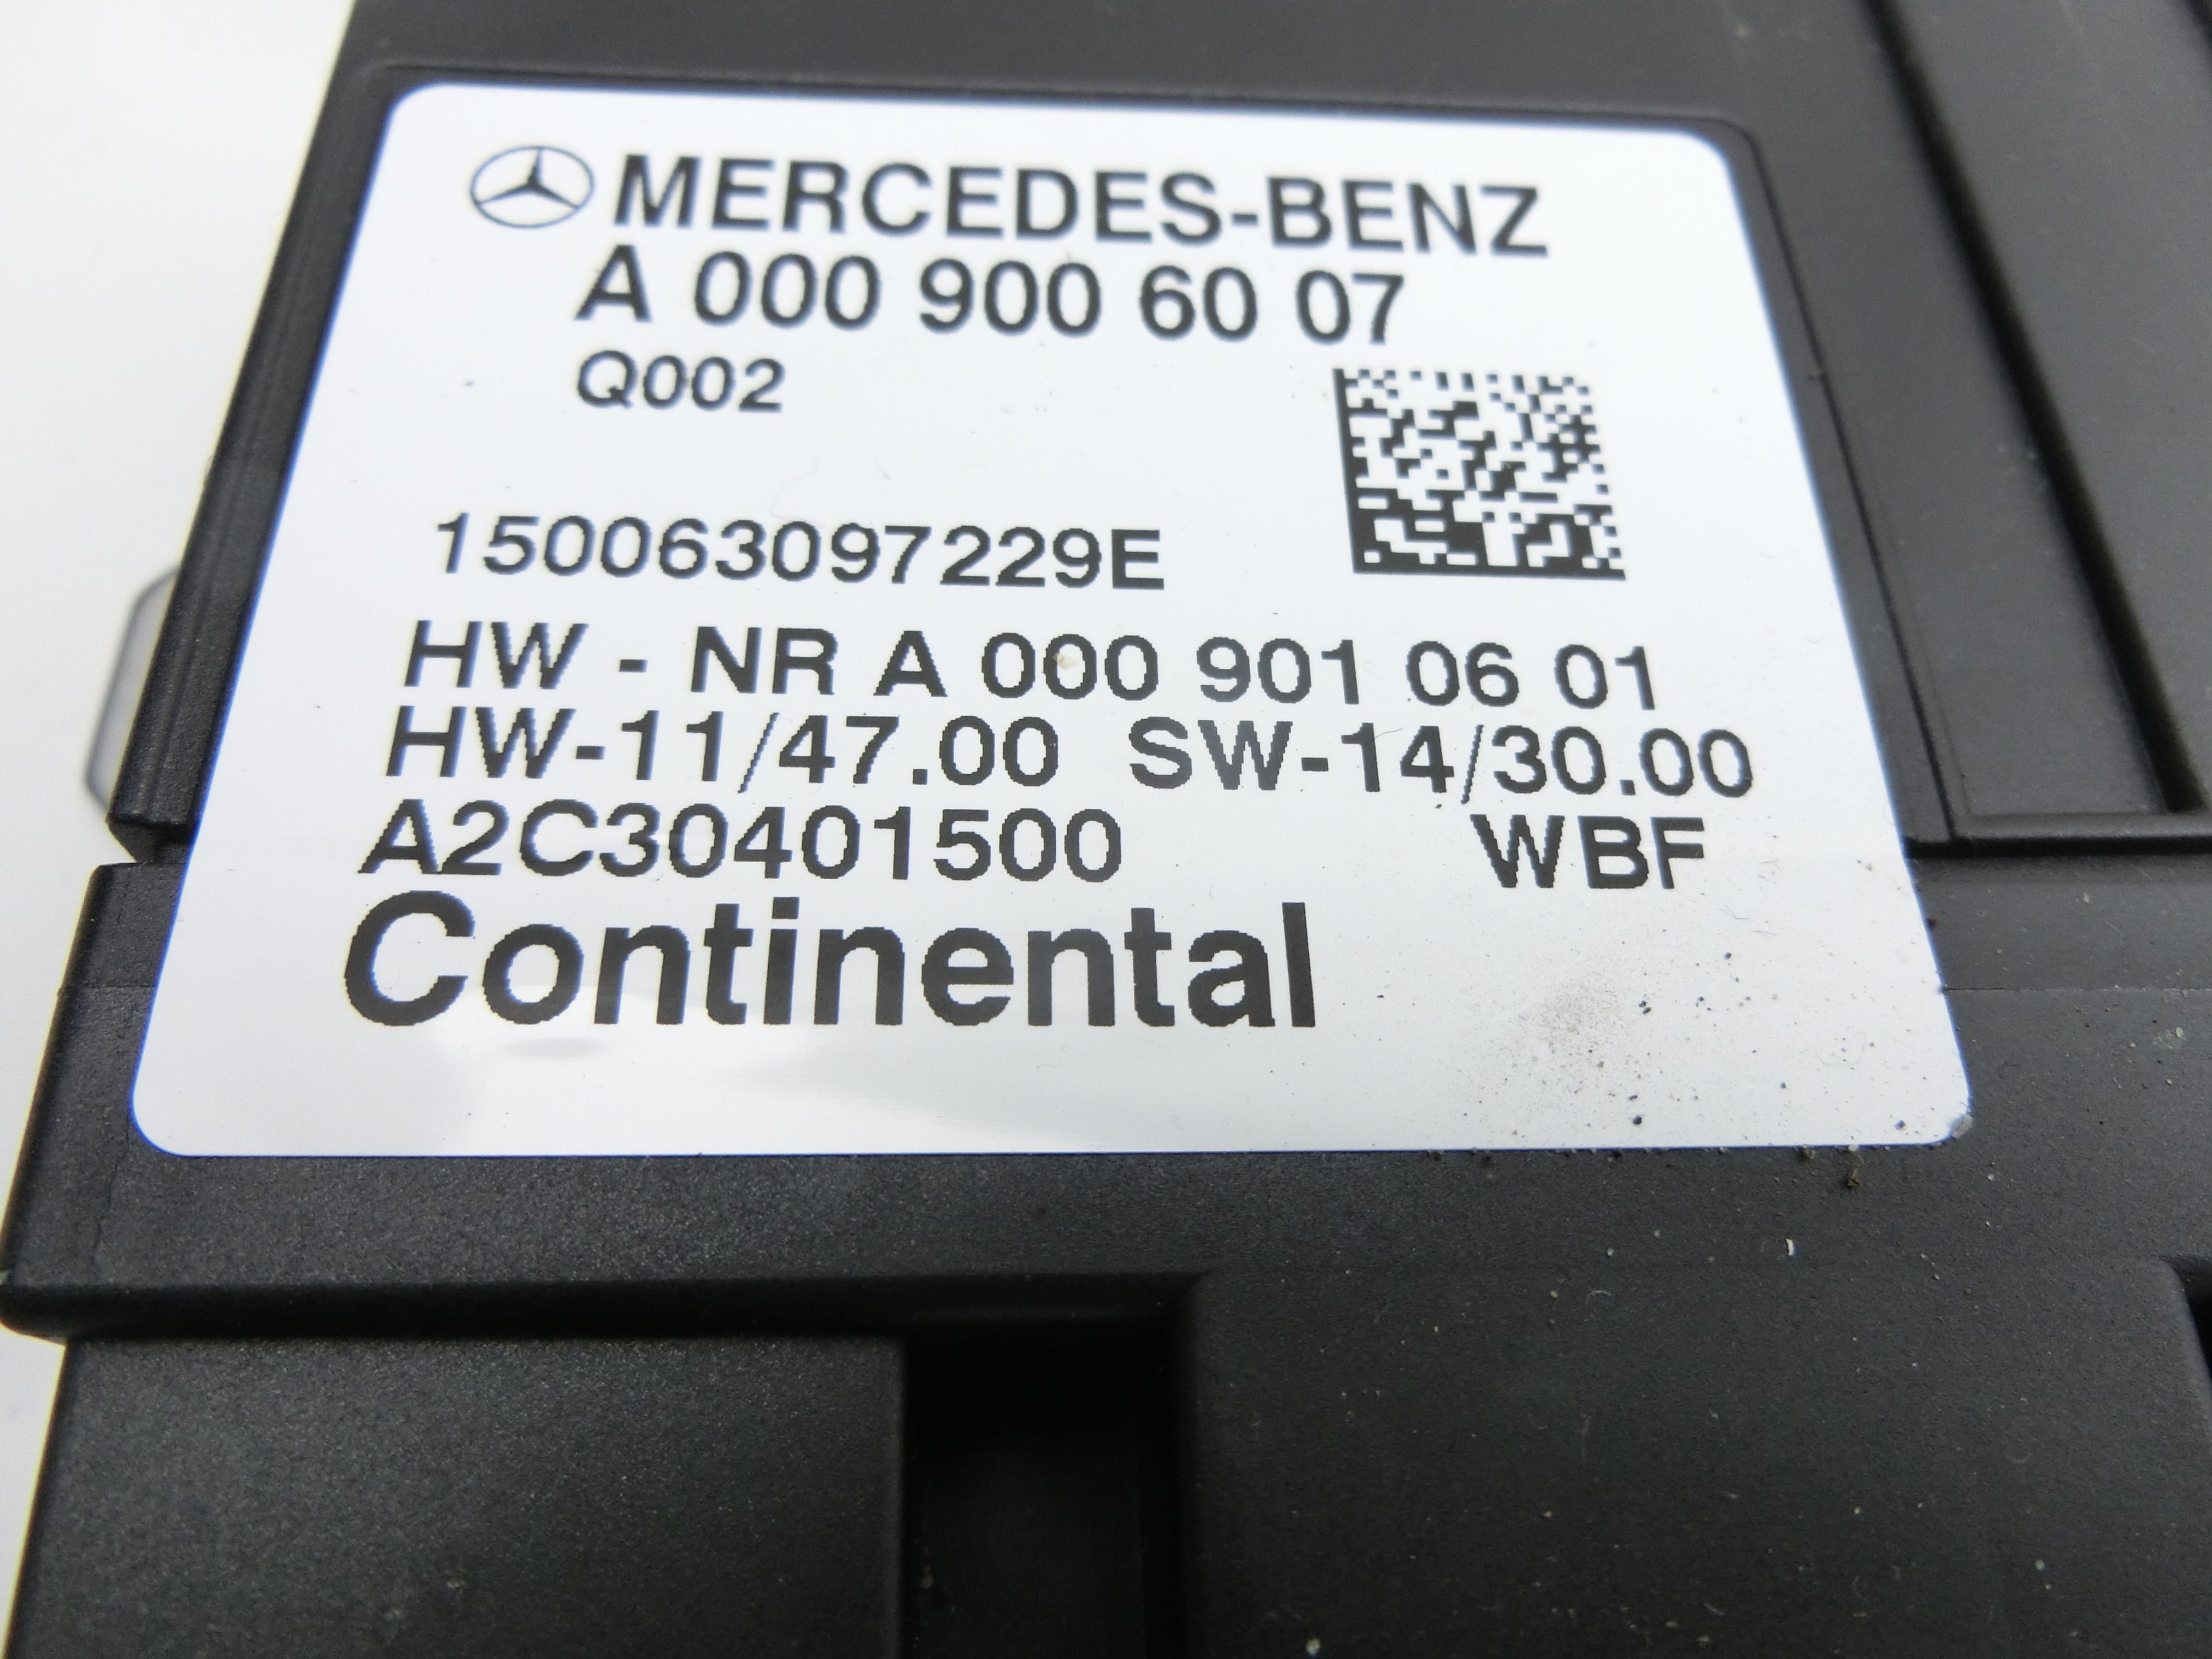 MERCEDES-BENZ
A 000 900 60 07
Q002
150063097229E
HW - NR A 000 901 06 01
HW-11/47.00 SW-14/30.00
A2C30401500 WBF
Continental